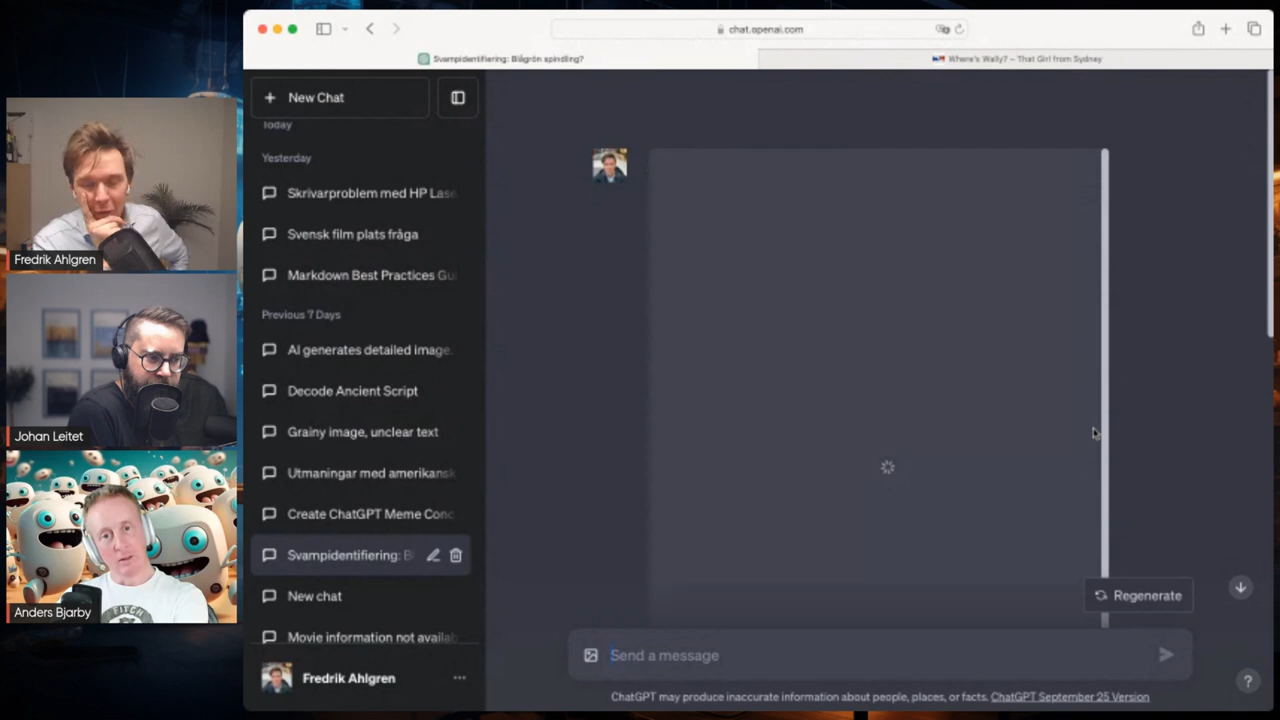 chat.openai.com
Svampidentifiering: Blågrön spindling?
Where's Wally? – That Girl from Sydney
New Chat
Today
Yesterday
Skrivarproblem med HP Lase
Svensk film plats fråga
Markdown Best Practices Gu
Previous 7 Days
AI generates detailed image.
Decode Ancient Script
Grainy image, unclear text
Utmaningar med amerikansk
Create ChatGPT Meme Conc
Svampidentifiering: B
New chat
Movie information not availab
Fredrik Ahlgren
Regenerate
Send a message
ChatGPT may produce inaccurate information about people, places, or facts. ChatGPT September 25 Version
?
Fredrik Ahlgren
Johan Leitet
Anders Bjarby
FITCH